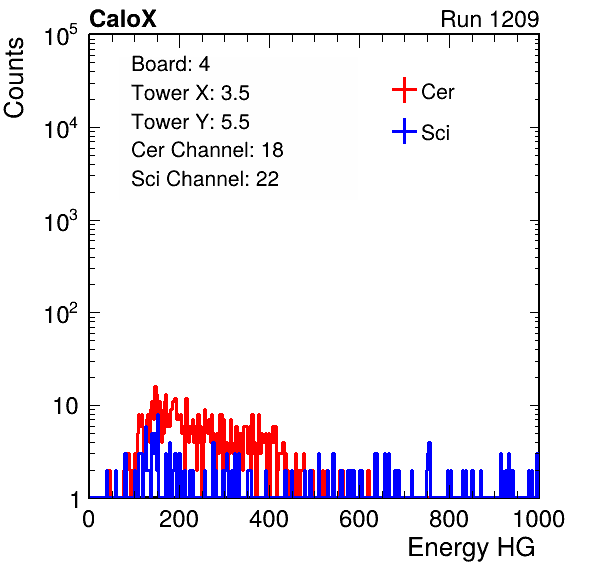 CaloX
Run 1209
Counts
Board: 4
Tower X: 3.5
Tower Y: 5.5
Cer Channel: 18
Sci Channel: 22
Cer
Sci
10^5
10^4
10^3
10^2
10
1
0 200 400 600 800 1000
Energy HG